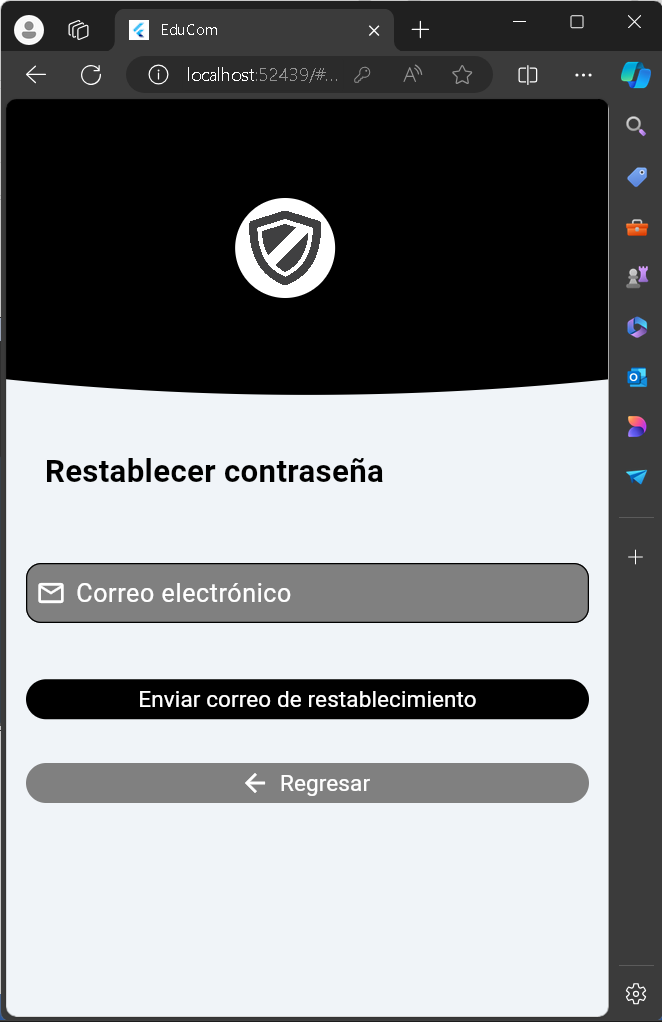 EduCom
localhost:52439/#...
Restablecer contraseña
Correo electrónico
Enviar correo de restablecimiento
Regresar